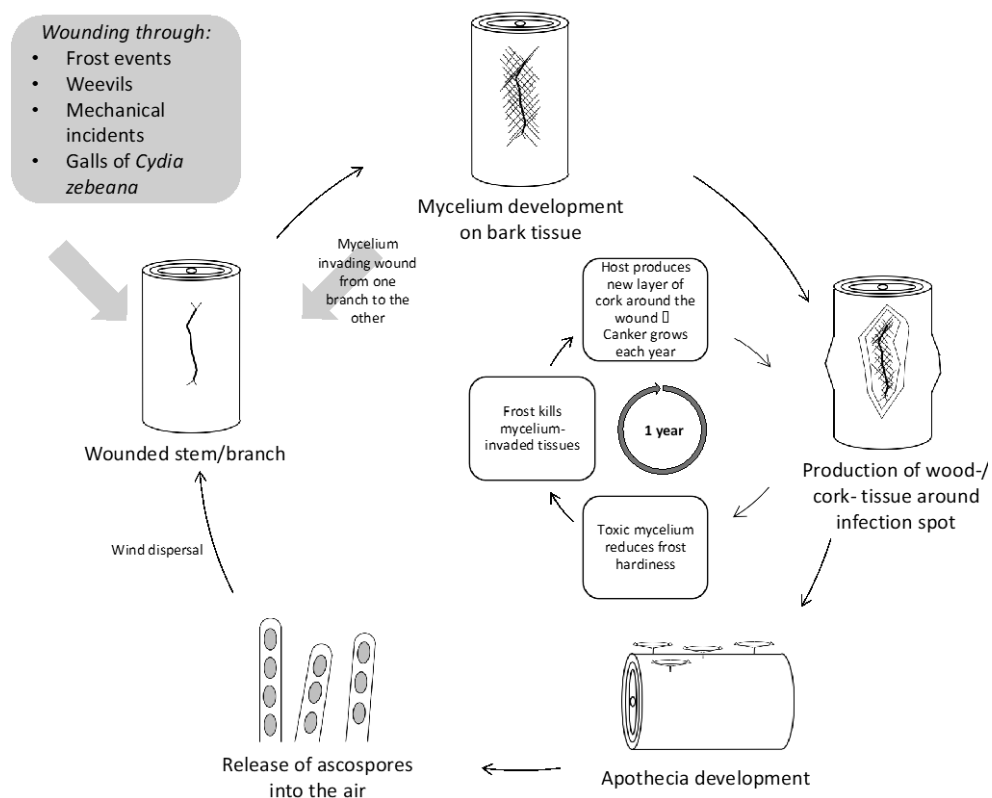 Wounding through:
• Frost events
• Weevils
• Mechanical
incidents
• Galls of Cydia
zebeana
Mycelium development
on bark tissue
Mycelium
invading wound
from one
branch to the
other
Host produces
new layer of
cork around the
wound ▯
Canker grows
each year
Frost kills
mycelium-
invaded tissues
1 year
Wounded stem/branch
Production of wood-/
cork- tissue around
infection spot
Toxic mycelium
reduces frost
hardiness
Wind dispersal
Release of ascospores
into the air
Apothecia development